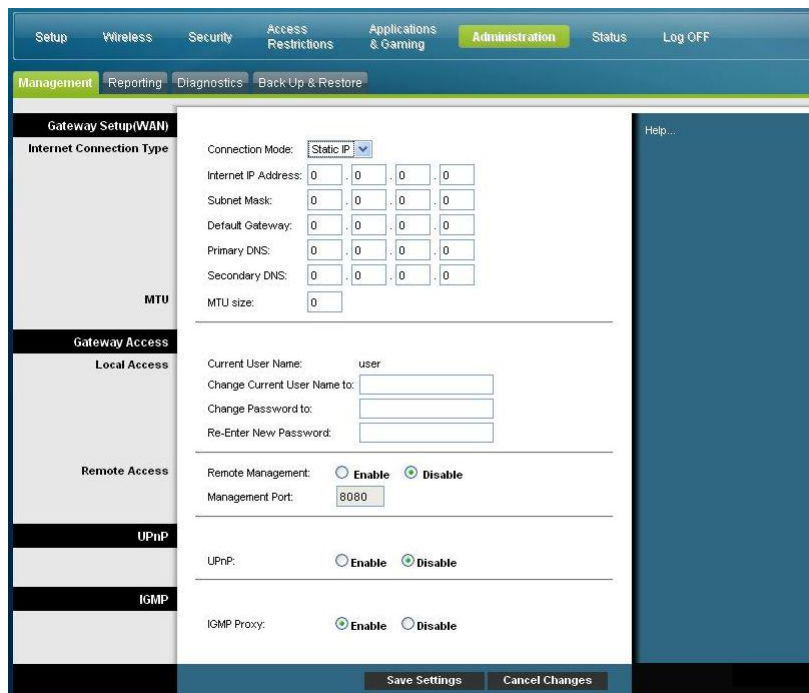 Setup Wireless Security Access Restrictions Applications & Gaming Administration Status Log OFF
Management Reporting Diagnostics Back Up & Restore
Gateway Setup(WAN)
Help...
Internet Connection Type
Connection Mode: Static IP
Internet IP Address: 0 . 0 . 0 . 0
Subnet Mask: 0 . 0 . 0 . 0
Default Gateway: 0 . 0 . 0 . 0
Primary DNS: 0 . 0 . 0 . 0
Secondary DNS: 0 . 0 . 0 . 0
MTU
MTU size: 0
Gateway Access
Local Access
Current User Name: user
Change Current User Name to:
Change Password to:
Re-Enter New Password:
Remote Access
Remote Management: Enable Disable
Management Port: 8080
UPnP
UPnP: Enable Disable
IGMP
IGMP Proxy: Enable Disable
Save Settings Cancel Changes